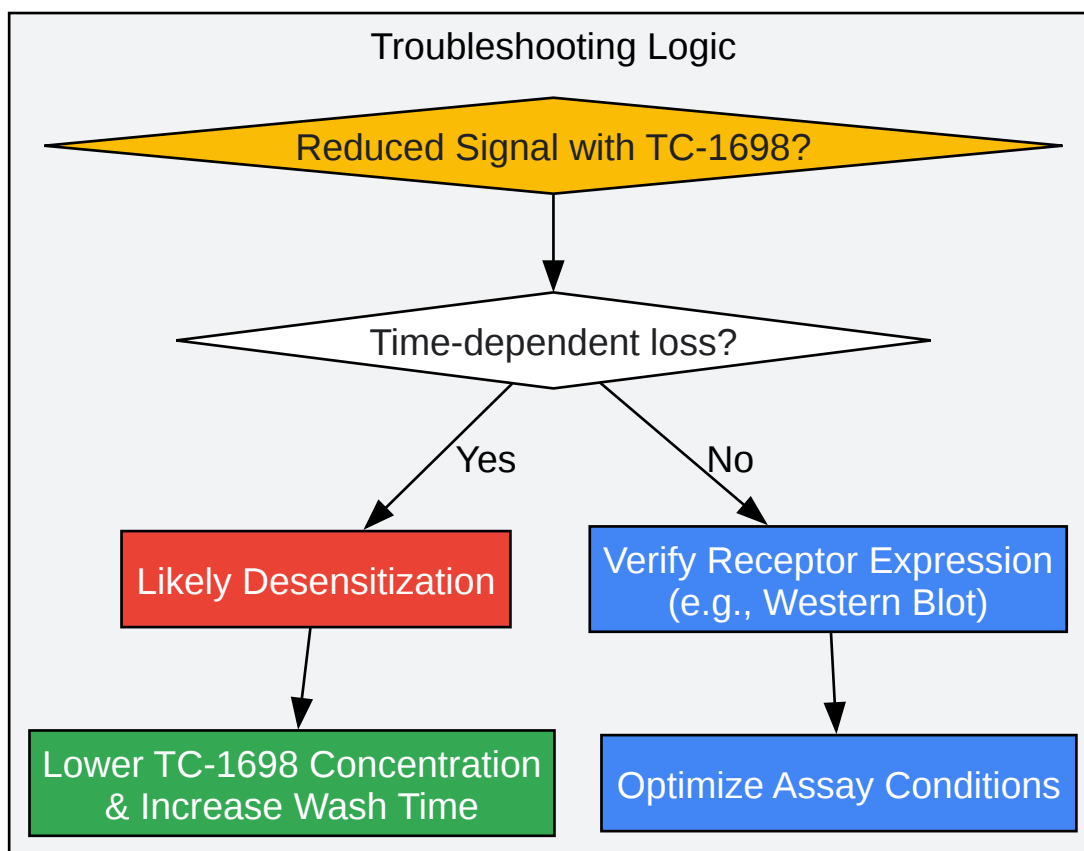 Troubleshooting Logic
Reduced Signal with TC-1698?
Time-dependent loss?
Yes
No
Likely Desensitization
Verify Receptor Expression
(e.g., Western Blot)
Lower TC-1698 Concentration
& Increase Wash Time
Optimize Assay Conditions